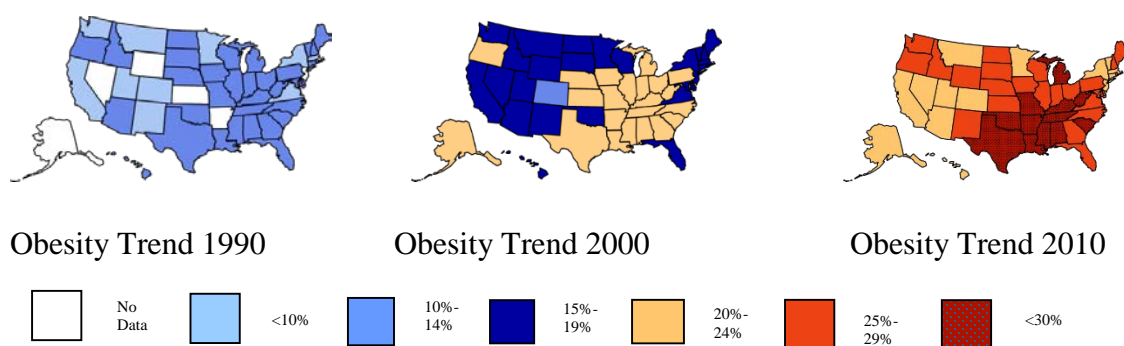 Obesity Trend 1990
Obesity Trend 2000
Obesity Trend 2010
No
Data
<10%
10%-
14%
15%-
19%
20%-
24%
25%-
29%
<30%